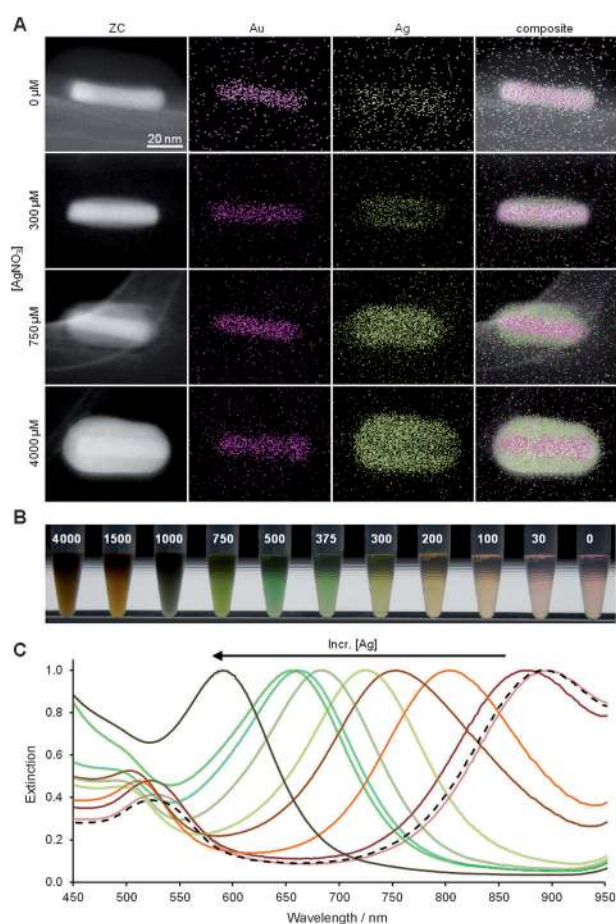 A
ZC Au Ag composite
0 µM
20 nm
300 µM
[AgNO3]
750 µM
4000 µM
B
4000 1500 1000 750 500 375 300 200 100 30 0
C
Incr. [Ag]
1.0
0.8
0.6
0.4
0.2
0.0
Extinction
450 500 550 600 650 700 750 800 850 900 950
Wavelength / nm